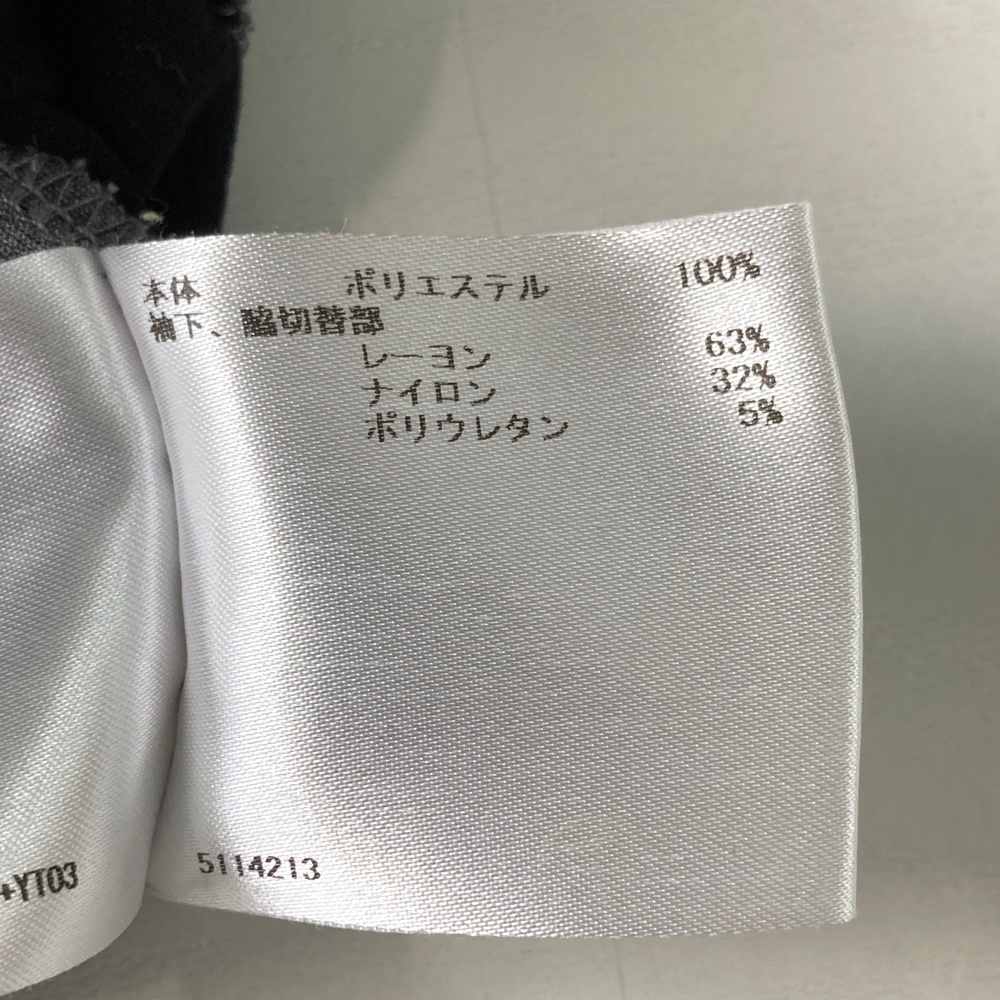 本体 ポリエステル 100%
袖下、脇切替部
レーヨン 63%
ナイロン 32%
ポリウレタン 5%
5114213
+YT03